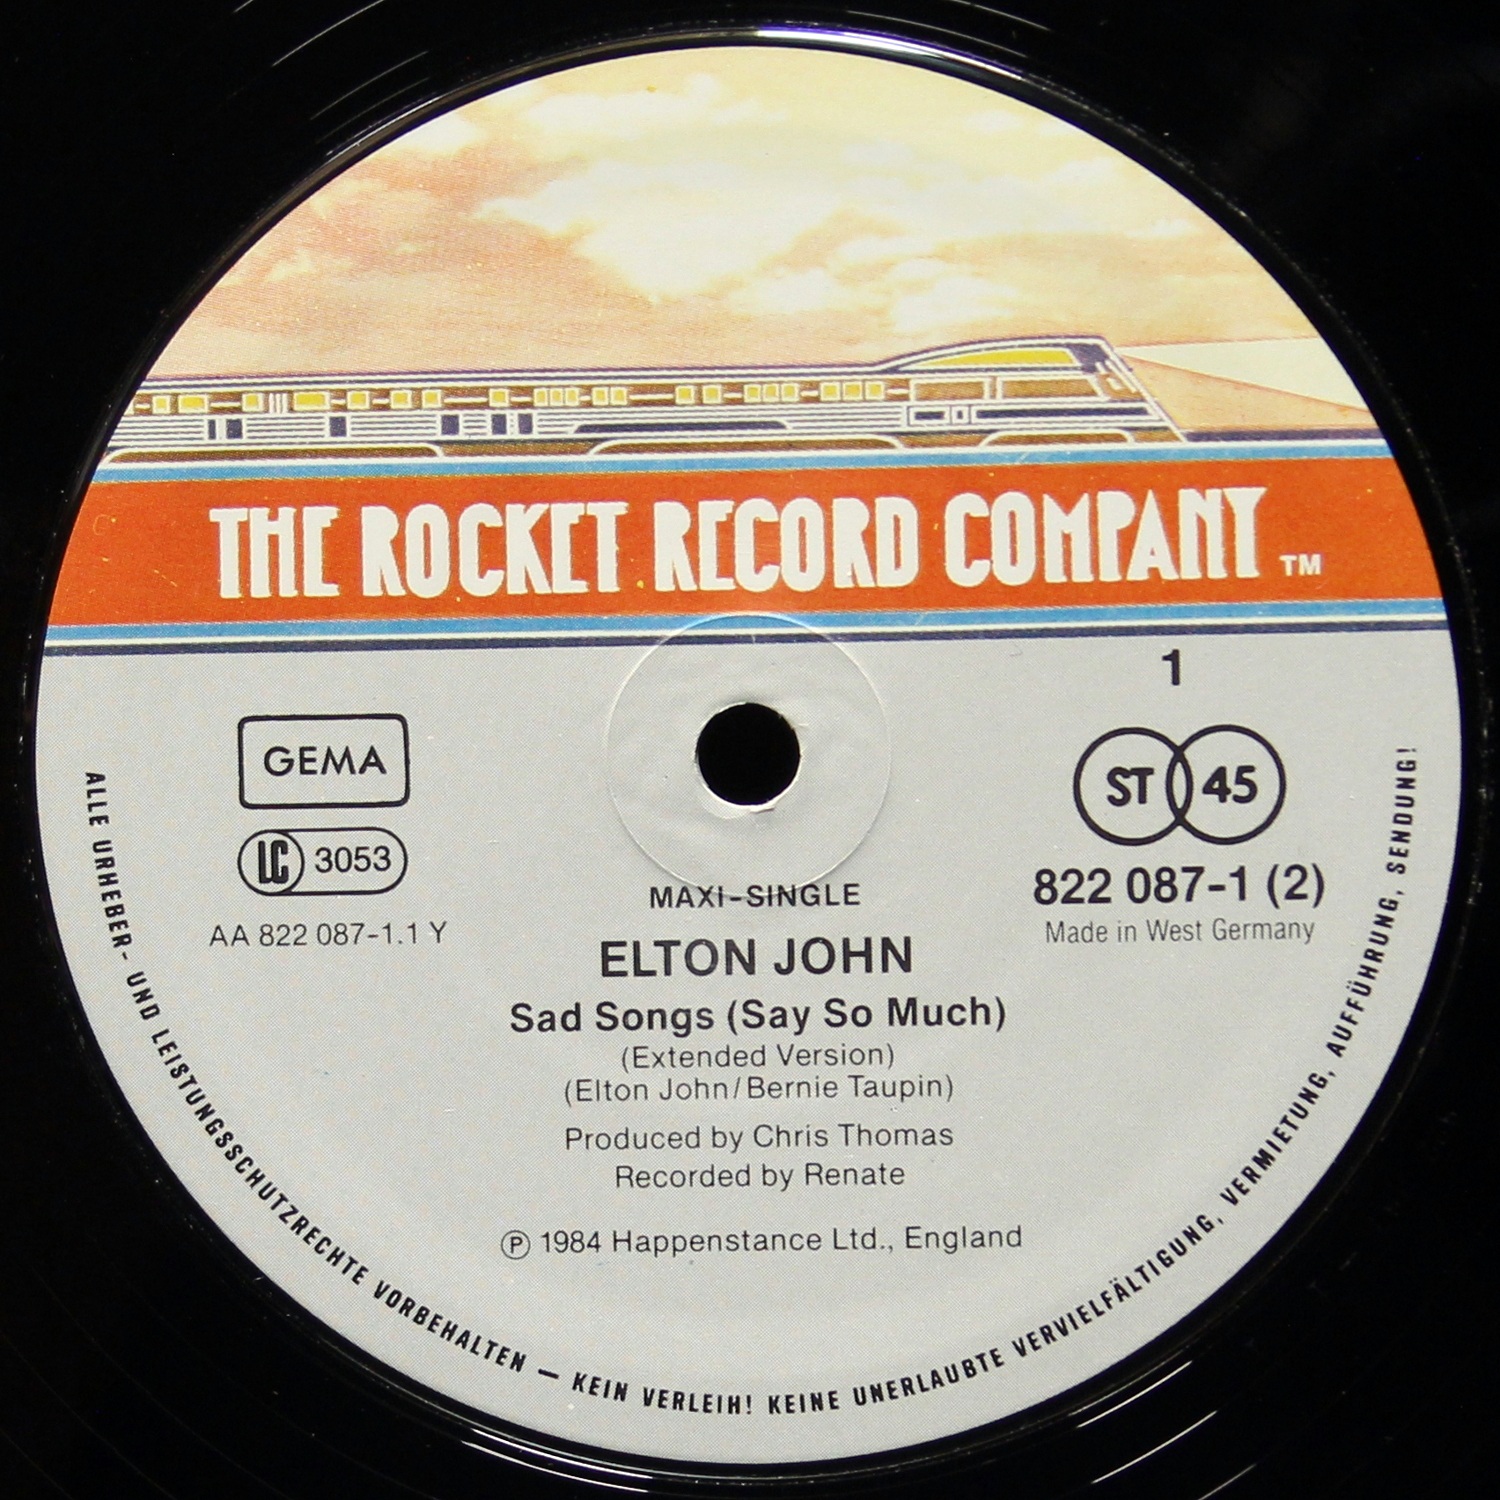 THE ROCKET RECORD COMPANY TM
1
GEMA
ST 45
LC 3053
822 087-1 (2)
AA 822 087-1.1 Y
Made in West Germany
MAXI-SINGLE
ELTON JOHN
Sad Songs (Say So Much)
(Extended Version)
(Elton John/Bernie Taupin)
Produced by Chris Thomas
Recorded by Renate
℗ 1984 Happenstance Ltd., England
ALLE URHEBER- UND LEISTUNGSSCHUTZRECHTE VORBEHALTEN — KEIN VERLEIH! KEINE UNERLAUBTE VERVIELFÄLTIGUNG, VERMIETUNG, AUFFÜHRUNG, SENDUNG!